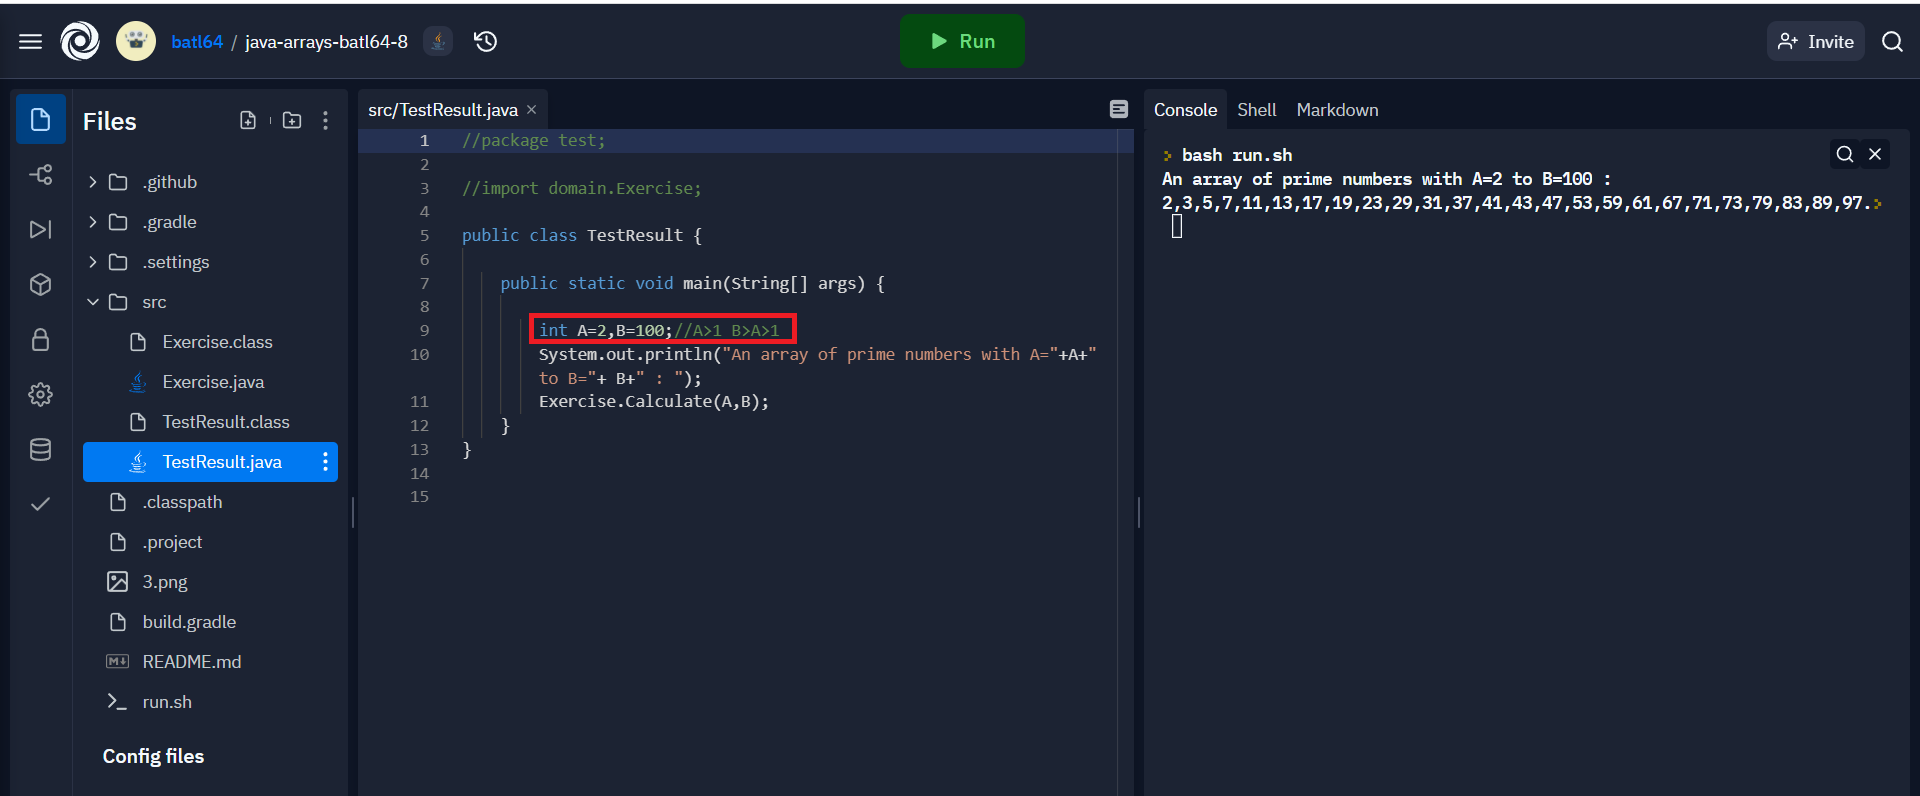 batl64 / java-arrays-batl64-8
Run
Invite
Files
.github
.gradle
.settings
src
Exercise.class
Exercise.java
TestResult.class
TestResult.java
.classpath
.project
3.png
build.gradle
README.md
run.sh
Config files
src/TestResult.java
1 //package test;
2
3 //import domain.Exercise;
4
5 public class TestResult {
6
7 public static void main(String[] args) {
8
9 int A=2,B=100;//A>1 B>A>1
10 System.out.println("An array of prime numbers with A="+A+"
to B="+ B+" : ");
11 Exercise.Calculate(A,B);
12 }
13 }
14
15
Console Shell Markdown
bash run.sh
An array of prime numbers with A=2 to B=100 :
2,3,5,7,11,13,17,19,23,29,31,37,41,43,47,53,59,61,67,71,73,79,83,89,97.